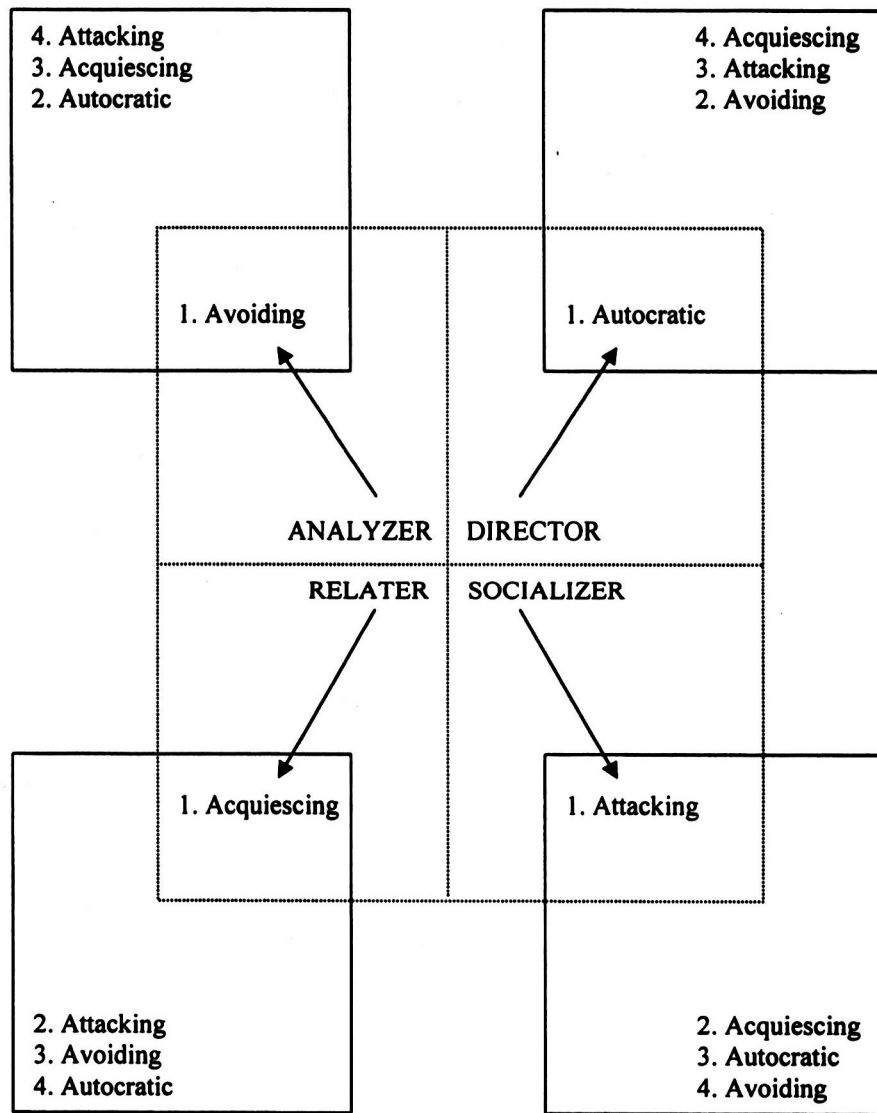 4. Attacking
3. Acquiescing
2. Autocratic
4. Acquiescing
3. Attacking
2. Avoiding
1. Avoiding
1. Autocratic
ANALYZER
DIRECTOR
RELATER
SOCIALIZER
1. Acquiescing
1. Attacking
2. Attacking
3. Avoiding
4. Autocratic
2. Acquiescing
3. Autocratic
4. Avoiding